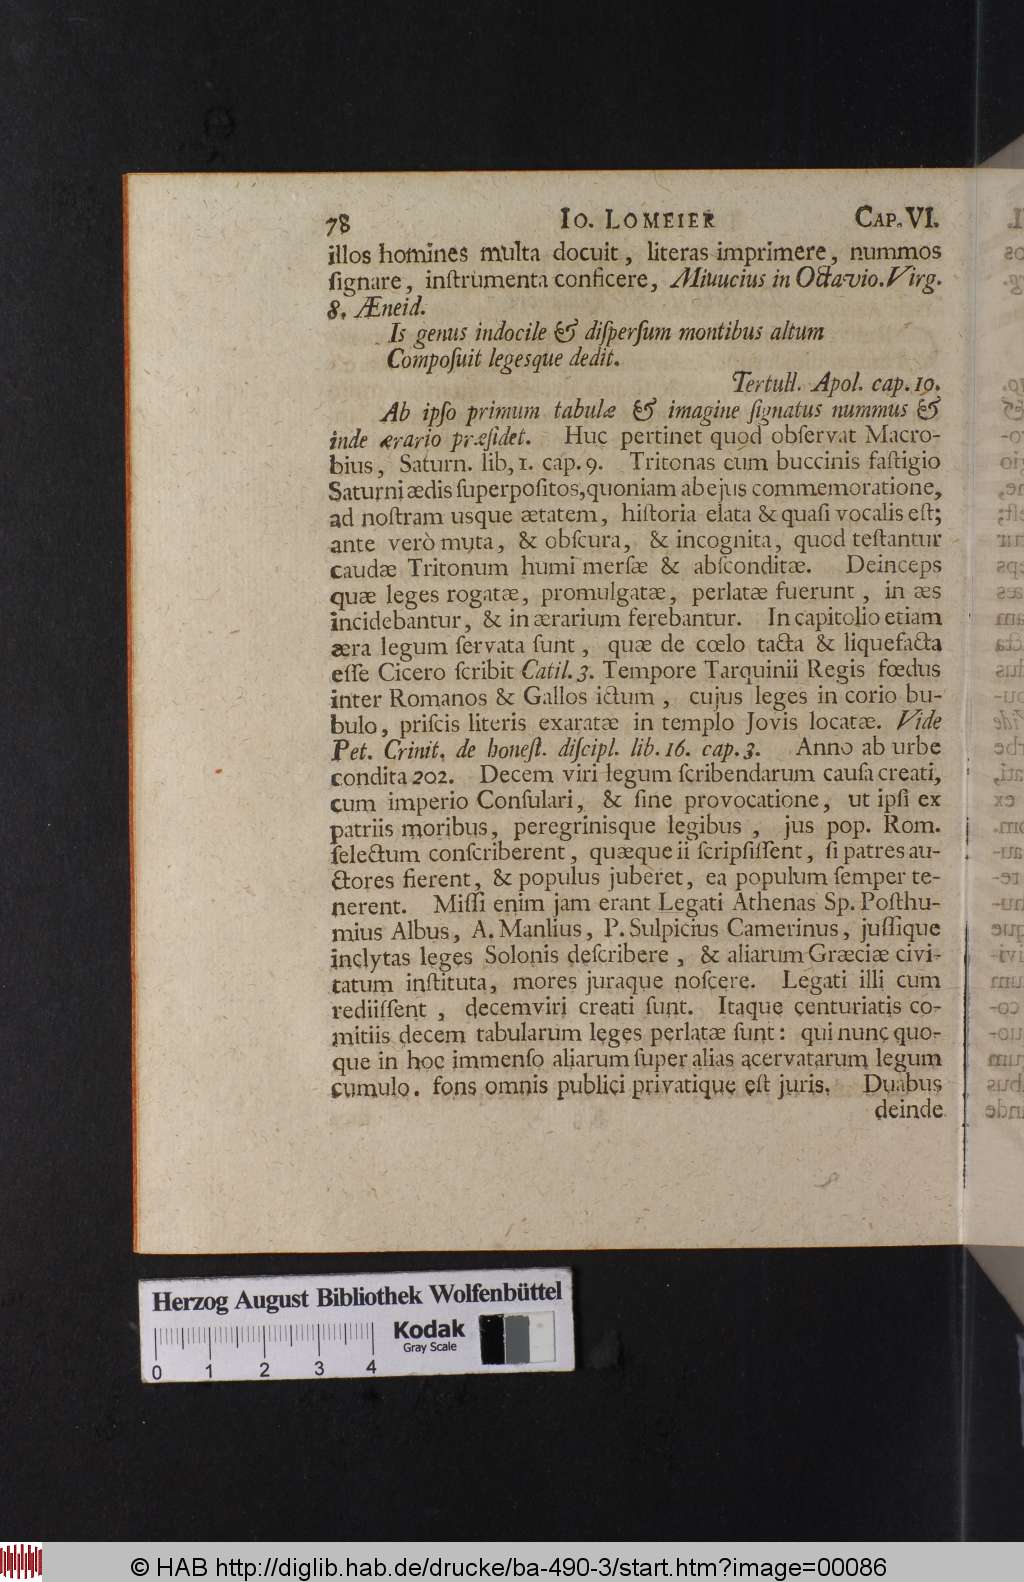 78 IO. LOMEIER CAP. VI.
illos homines multa docuit, literas imprimere, nummos
ſignare, inſtrumenta conficere, Miuucius in Octavio. Virg.
8. Æneid.
Is genus indocile & diſperſum montibus altum
Compoſuit legesque dedit.
Tertull. Apol. cap. 10.
Ab ipſo primum tabulæ & imagine ſignatus nummus &
inde ærario præſidet. Huc pertinet quod obſervat Macro-
bius, Saturn. lib, 1. cap. 9. Tritonas cum buccinis faſtigio
Saturni ædis ſuperpoſitos, quoniam ab ejus commemoratione,
ad noſtram usque ætatem, hiſtoria elata & quaſi vocalis eſt;
ante verò muta, & obſcura, & incognita, quod teſtantur
caudæ Tritonum humi merſæ & abſconditæ. Deinceps
quæ leges rogatæ, promulgatæ, perlatæ fuerunt, in æs
incidebantur, & in ærarium ferebantur. In capitolio etiam
æra legum ſervata ſunt, quæ de cœlo tacta & liquefacta
eſſe Cicero ſcribit Catil. 3. Tempore Tarquinii Regis fœdus
inter Romanos & Gallos ictum, cujus leges in corio bu-
bulo, priſcis literis exaratæ in templo Jovis locatæ. Vide
Pet. Crinit. de honeſt. diſcipl. lib. 16. cap. 3. Anno ab urbe
condita 202. Decem viri legum ſcribendarum cauſa creati,
cum imperio Conſulari, & ſine provocatione, ut ipſi ex
patriis moribus, peregrinisque legibus, jus pop. Rom.
ſelectum conſcriberent, quæque ii ſcripſiſſent, ſi patres au-
ctores fierent, & populus juberet, ea populum ſemper te-
nerent. Miſſi enim jam erant Legati Athenas Sp. Poſthu-
mius Albus, A. Manlius, P. Sulpicius Camerinus, juſſique
inclytas leges Solonis deſcribere, & aliarum Græciæ civi-
tatum inſtituta, mores juraque noſcere. Legati illi cum
rediiſſent, decemviri creati ſunt. Itaque centuriatis co-
mitiis decem tabularum leges perlatæ ſunt: qui nunc quo-
que in hoc immenſo aliarum ſuper alias acervatarum legum
cumulo. fons omnis publici privatique eſt juris. Duabus
deinde
Herzog August Bibliothek Wolfenbüttel
Kodak
Gray Scale
0 1 2 3 4
© HAB http://diglib.hab.de/drucke/ba-490-3/start.htm?image=00086